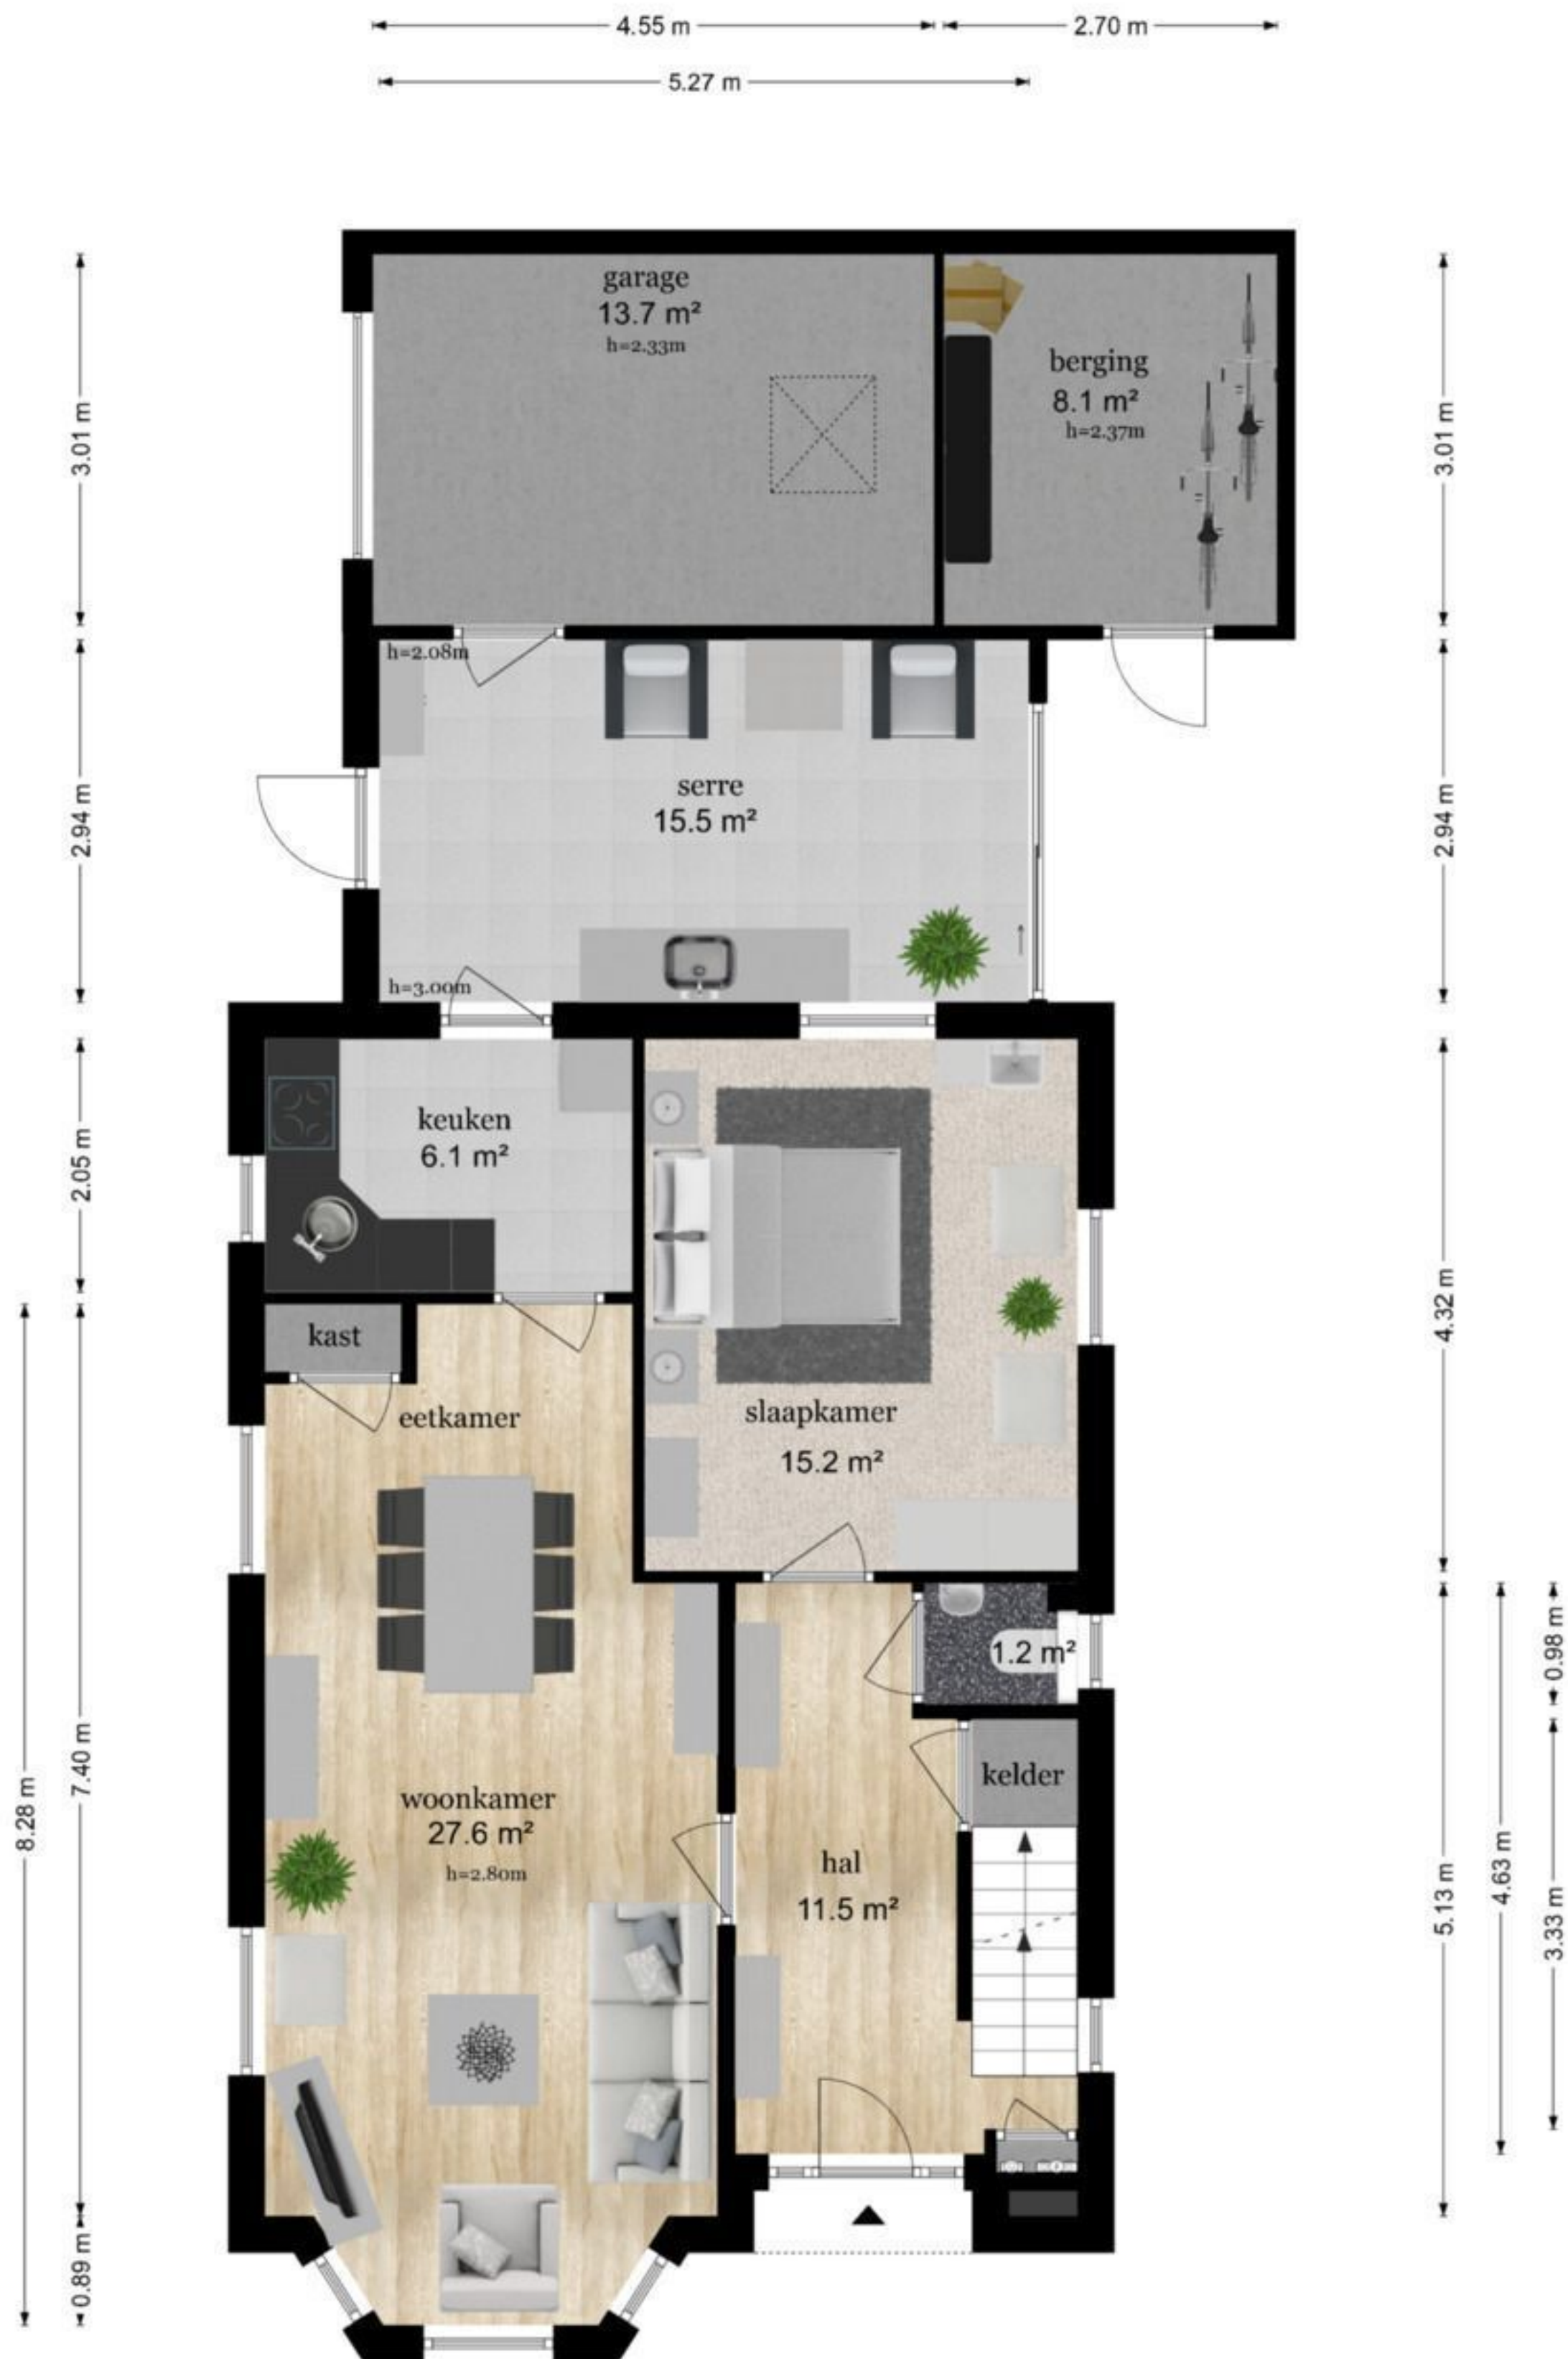 4.55 m
2.70 m
5.27 m
garage
13.7 m²
h=2.33m
berging
8.1 m²
h=2.37m
3.01 m
3.01 m
h=2.08m
serre
15.5 m²
2.94 m
2.94 m
h=3.00m
keuken
6.1 m²
2.05 m
4.32 m
kast
eetkamer
slaapkamer
15.2 m²
1.2 m²
0.98 m
kelder
woonkamer
27.6 m²
h=2.80m
hal
11.5 m²
8.28 m
7.40 m
5.13 m
4.63 m
3.33 m
0.89 m